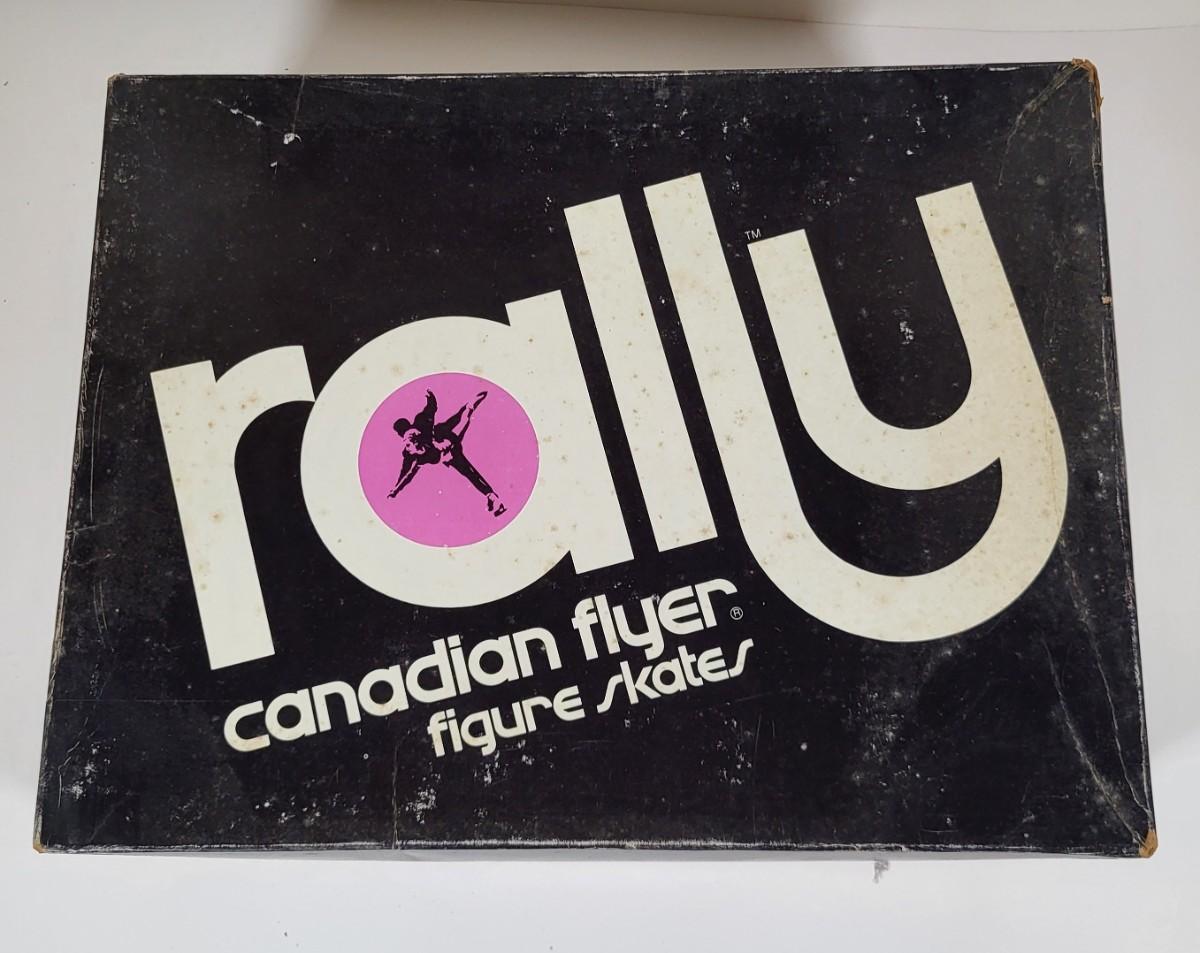 rally™
canadian flyer®
figure skates